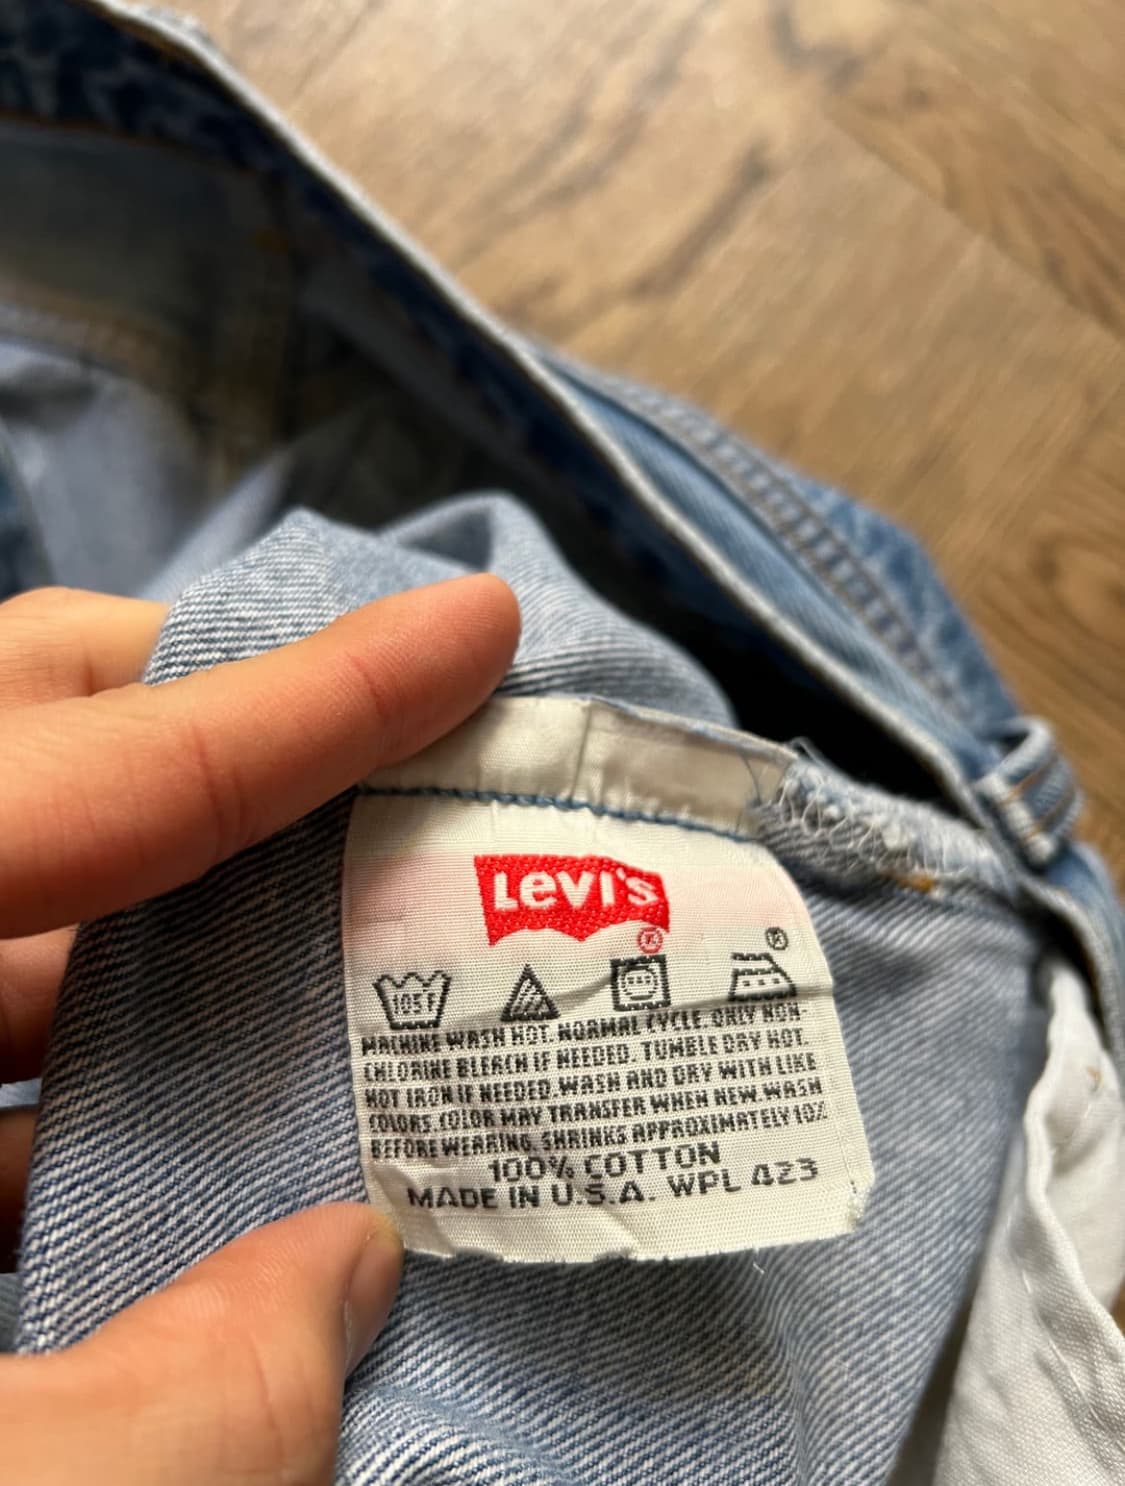 Levi's
®
®
105F
MACHINE WASH HOT. NORMAL CYCLE. ONLY NON-
CHLORINE BLEACH IF NEEDED. TUMBLE DRY HOT.
HOT IRON IF NEEDED. WASH AND DRY WITH LIKE
COLORS. COLOR MAY TRANSFER WHEN NEW. WASH
BEFORE WEARING. SHRINKS APPROXIMATELY 10%
100% COTTON
MADE IN U.S.A. WPL 423